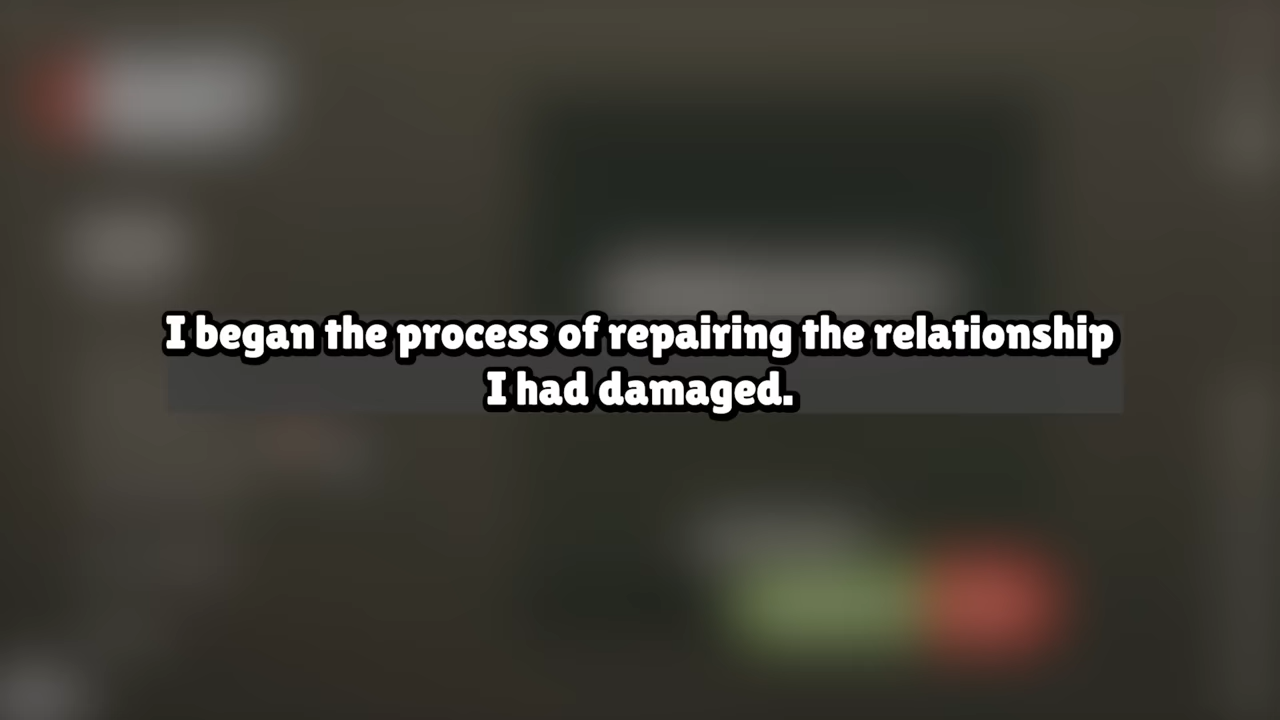 I began the process of repairing the relationship
I had damaged.